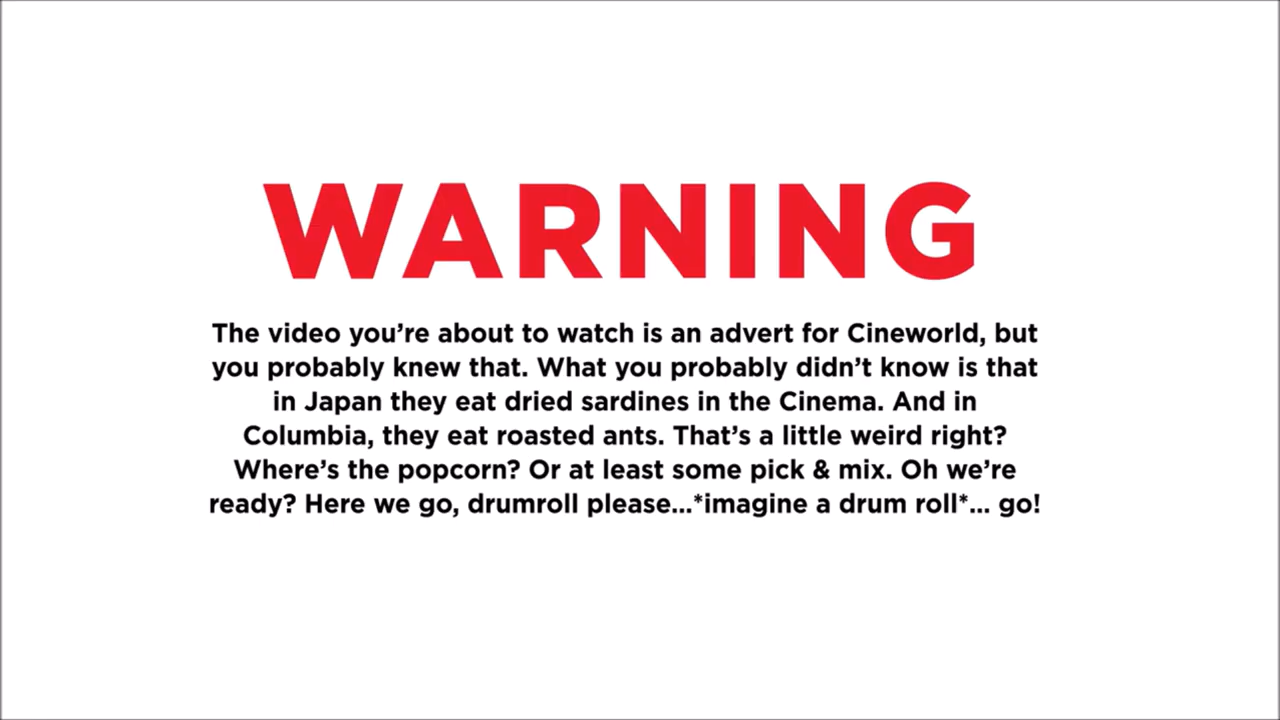 WARNING
The video you’re about to watch is an advert for Cineworld, but
you probably knew that. What you probably didn’t know is that
in Japan they eat dried sardines in the Cinema. And in
Columbia, they eat roasted ants. That’s a little weird right?
Where’s the popcorn? Or at least some pick & mix. Oh we’re
ready? Here we go, drumroll please...*imagine a drum roll*... go!